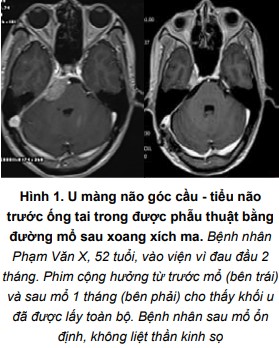 .74
Hình 1. U màng não góc cầu - tiểu não
trước ống tai trong được phẫu thuật bằng
đường mổ sau xoang xích ma. Bệnh nhân
Phạm Văn X, 52 tuổi, vào viện vì đau đầu 2
tháng. Phim cộng hưởng từ trước mổ (bên trái)
và sau mổ 1 tháng (bên phải) cho thấy khối u
đã được lấy toàn bộ. Bệnh nhân sau mổ ổn
định, không liệt thần kinh sọ